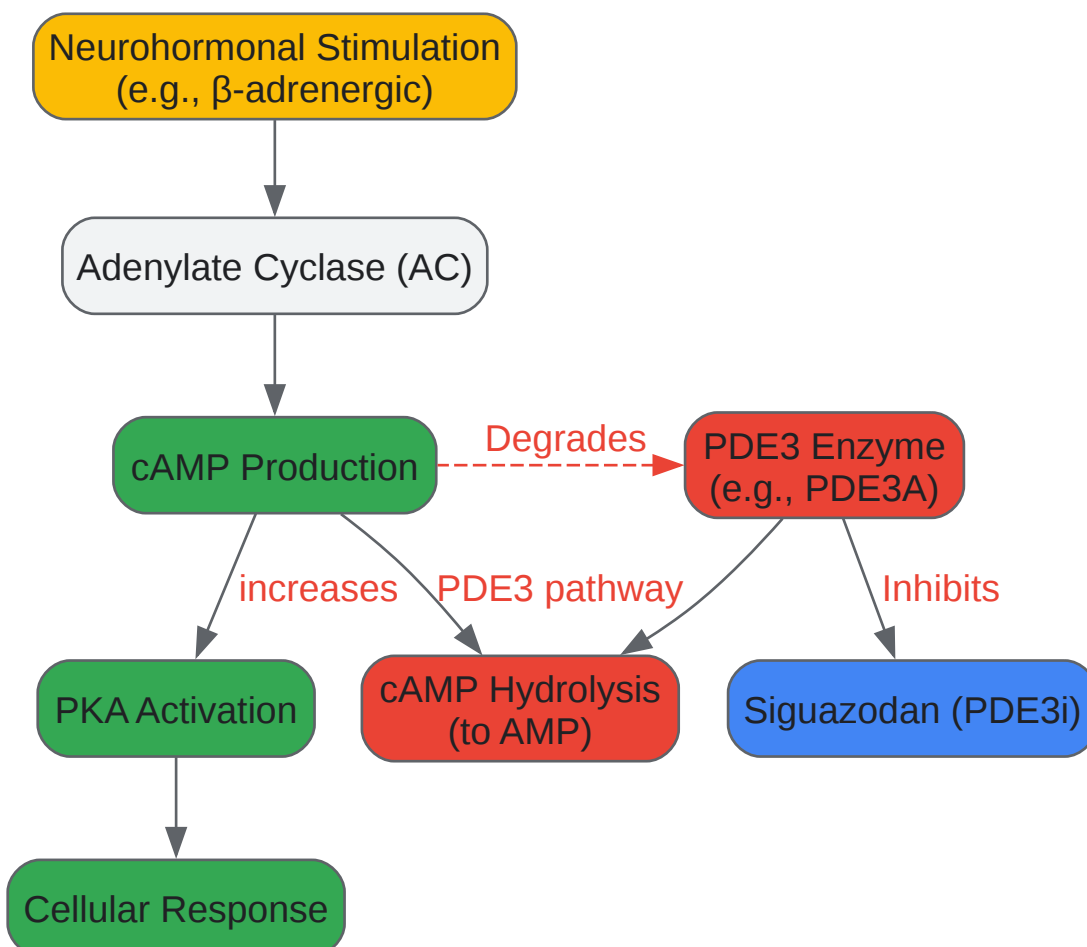 Neurohormonal Stimulation
(e.g., β-adrenergic)
Adenylate Cyclase (AC)
cAMP Production
Degrades
PDE3 Enzyme
(e.g., PDE3A)
increases
PDE3 pathway
Inhibits
PKA Activation
cAMP Hydrolysis
(to AMP)
Siguazodan (PDE3i)
Cellular Response